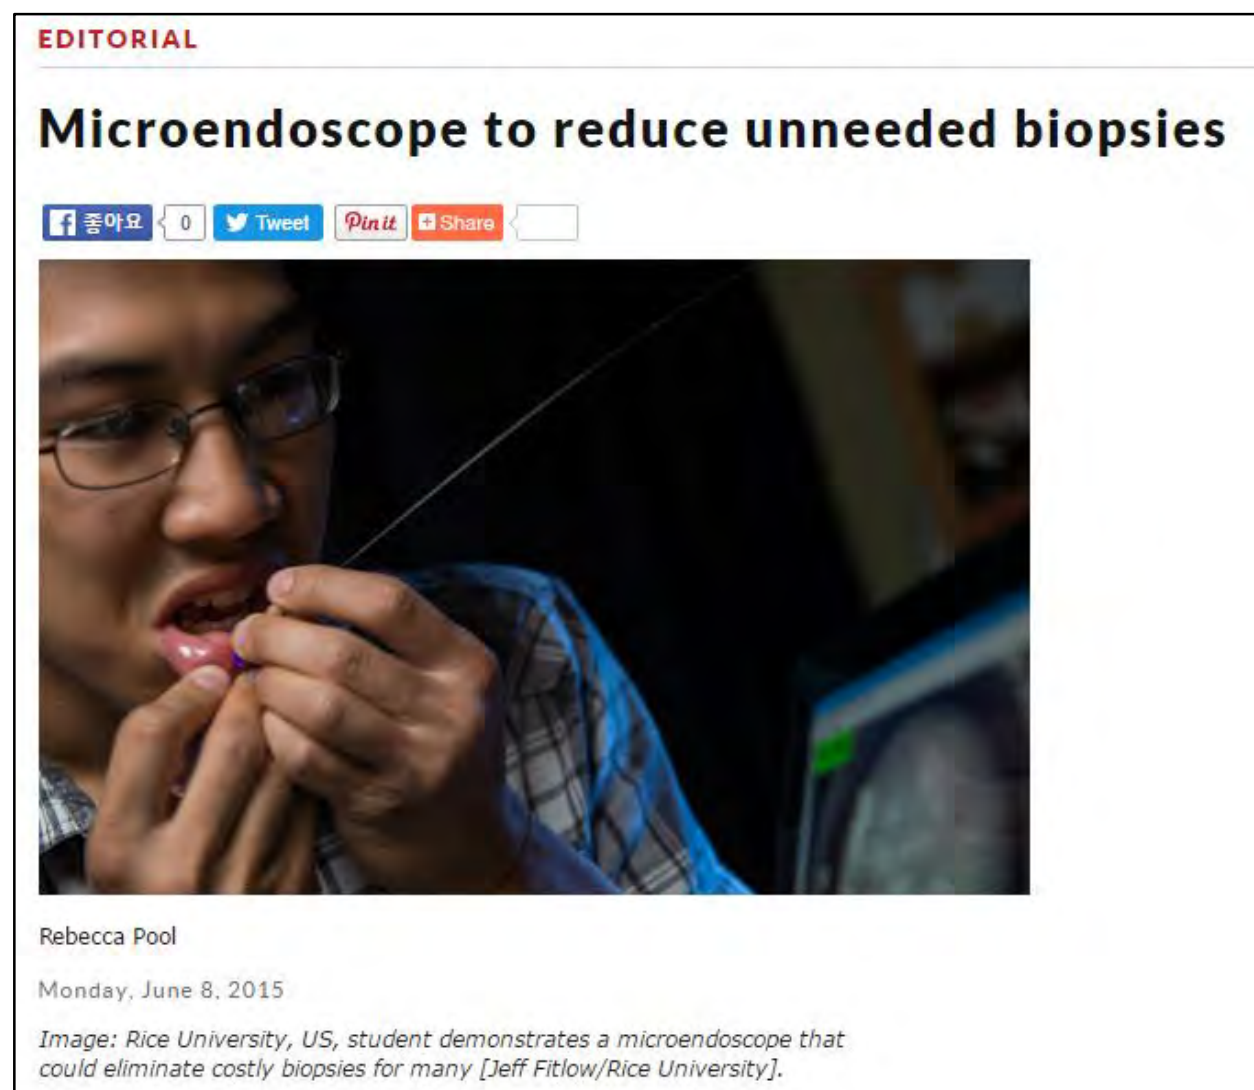 EDITORIAL
Microendoscope to reduce unneeded biopsies
좋아요 0 Tweet Pin it Share
Rebecca Pool
Monday, June 8, 2015
Image: Rice University, US, student demonstrates a microendoscope that
could eliminate costly biopsies for many [Jeff Fitlow/Rice University].